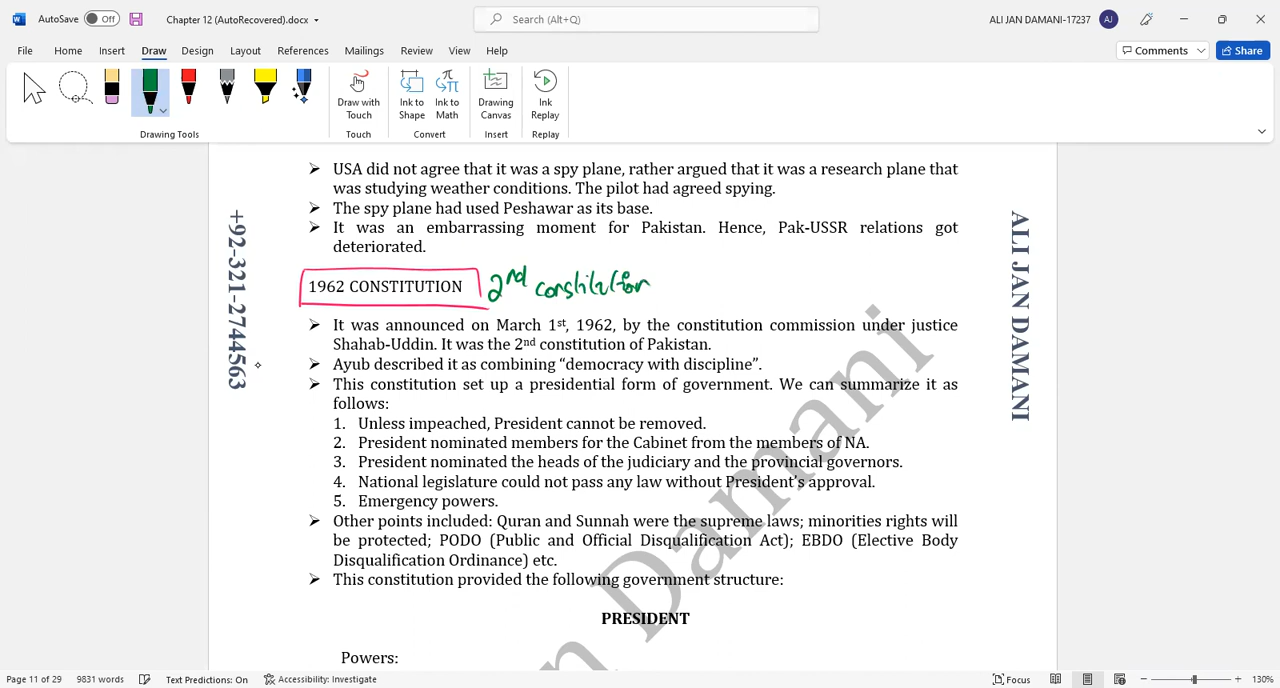 AutoSave Off Chapter 12 (AutoRecovered).docx Search (Alt+Q) ALI JAN DAMANI-17237 AJ
File Home Insert Draw Design Layout References Mailings Review View Help Comments Share
Draw with Touch
Ink to Shape
Ink to Math
Drawing Canvas
Ink Replay
Drawing Tools Touch Convert Insert Replay
➢ USA did not agree that it was a spy plane, rather argued that it was a research plane that
was studying weather conditions. The pilot had agreed spying.
➢ The spy plane had used Peshawar as its base.
➢ It was an embarrassing moment for Pakistan. Hence, Pak-USSR relations got
deteriorated.
1962 CONSTITUTION 2nd constitution
➢ It was announced on March 1st, 1962, by the constitution commission under justice
Shahab-Uddin. It was the 2nd constitution of Pakistan.
➢ Ayub described it as combining “democracy with discipline”.
➢ This constitution set up a presidential form of government. We can summarize it as
follows:
1. Unless impeached, President cannot be removed.
2. President nominated members for the Cabinet from the members of NA.
3. President nominated the heads of the judiciary and the provincial governors.
4. National legislature could not pass any law without President’s approval.
5. Emergency powers.
➢ Other points included: Quran and Sunnah were the supreme laws; minorities rights will
be protected; PODO (Public and Official Disqualification Act); EBDO (Elective Body
Disqualification Ordinance) etc.
➢ This constitution provided the following government structure:
PRESIDENT
Powers:
+92-321-2744563
ALI JAN DAMANI
n Damani
Page 11 of 29 9831 words Text Predictions: On Accessibility: Investigate Focus 130%